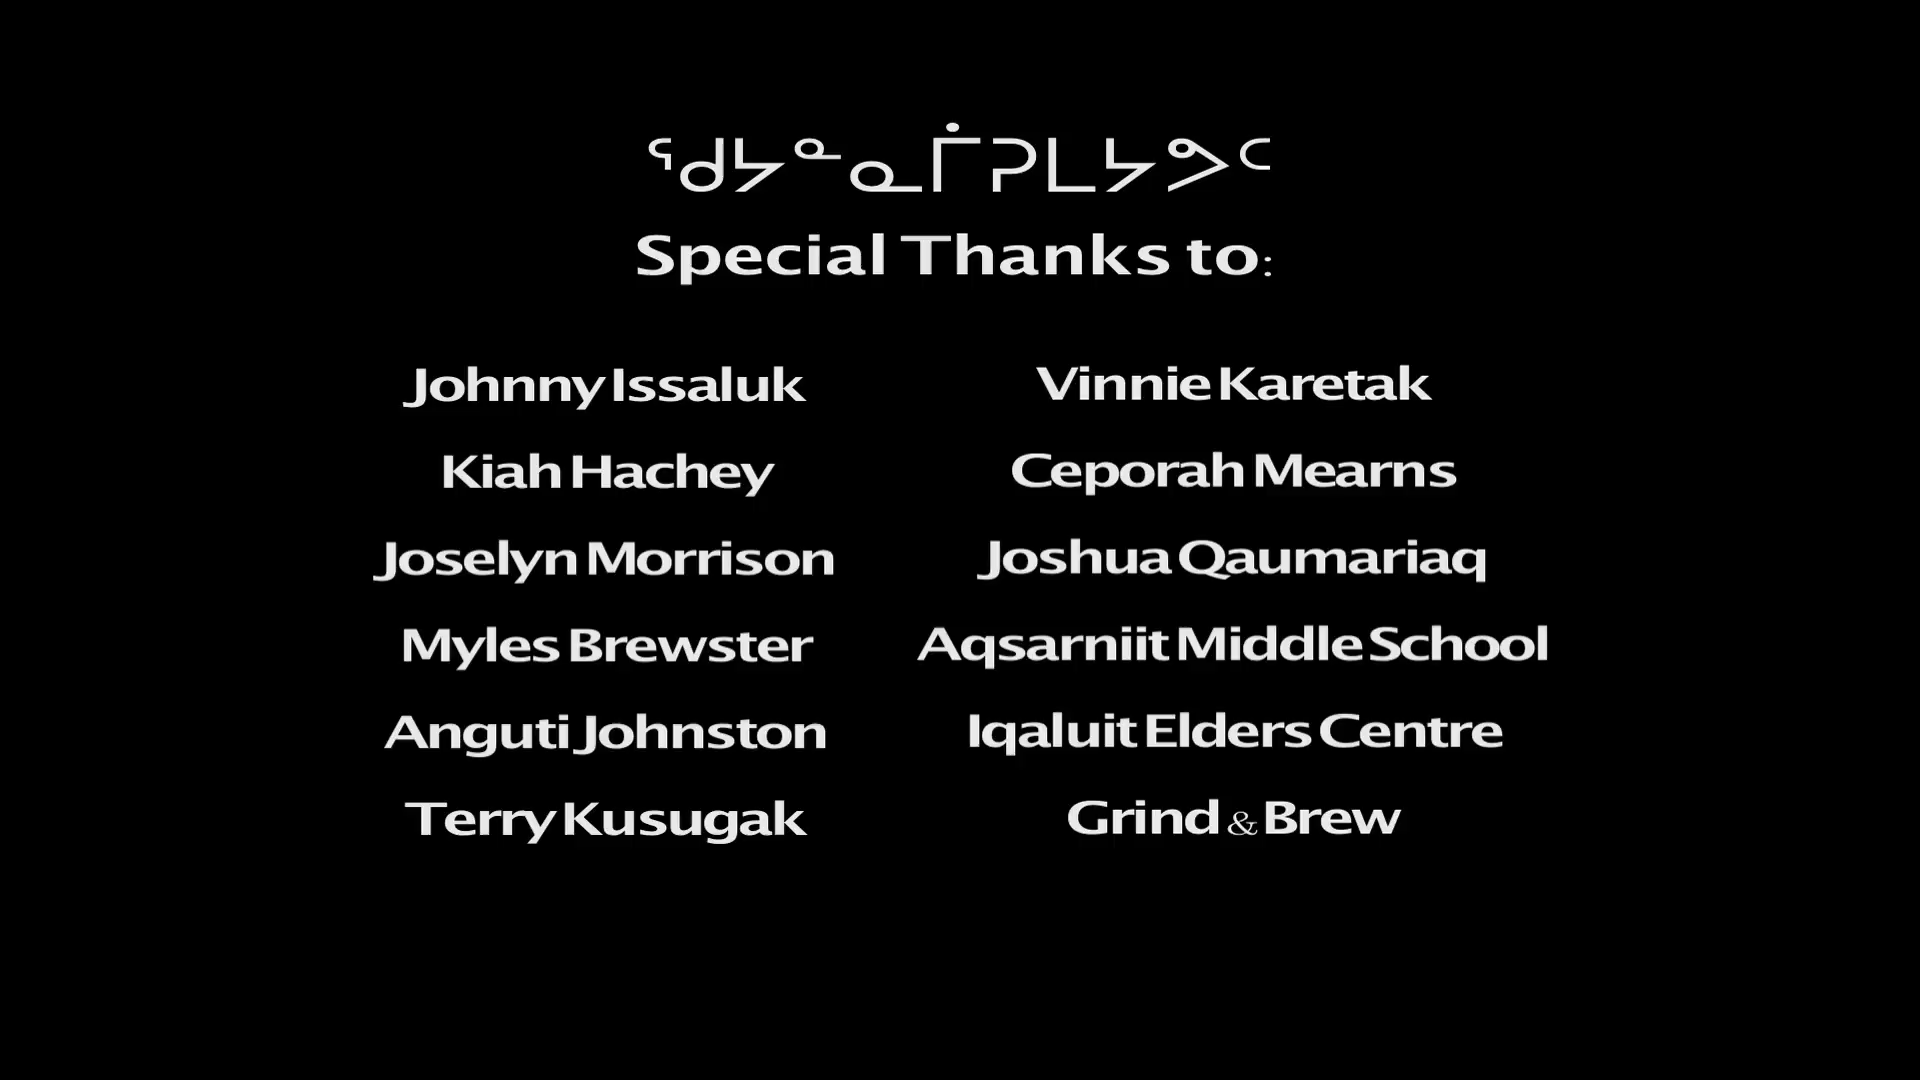 ᖁᔭᓐᓇᒦᕈᒪᔭᕗᑦ
Special Thanks to:
Johnny Issaluk
Kiah Hachey
Joselyn Morrison
Myles Brewster
Anguti Johnston
Terry Kusugak
Vinnie Karetak
Ceporah Mearns
Joshua Qaumariaq
Aqsarniit Middle School
Iqaluit Elders Centre
Grind & Brew